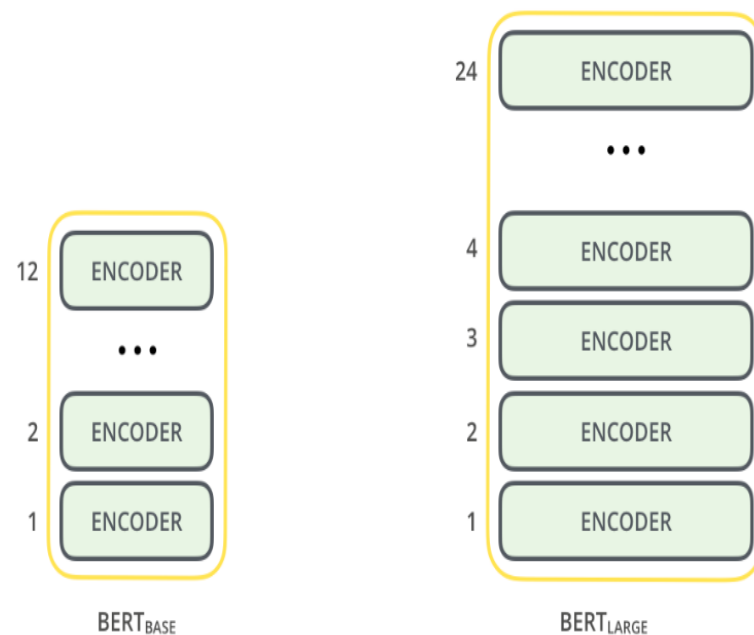 24 ENCODER
...
4 ENCODER
12 ENCODER
...
3 ENCODER
2 ENCODER
2 ENCODER
1 ENCODER
1 ENCODER
BERTBASE
BERTLARGE